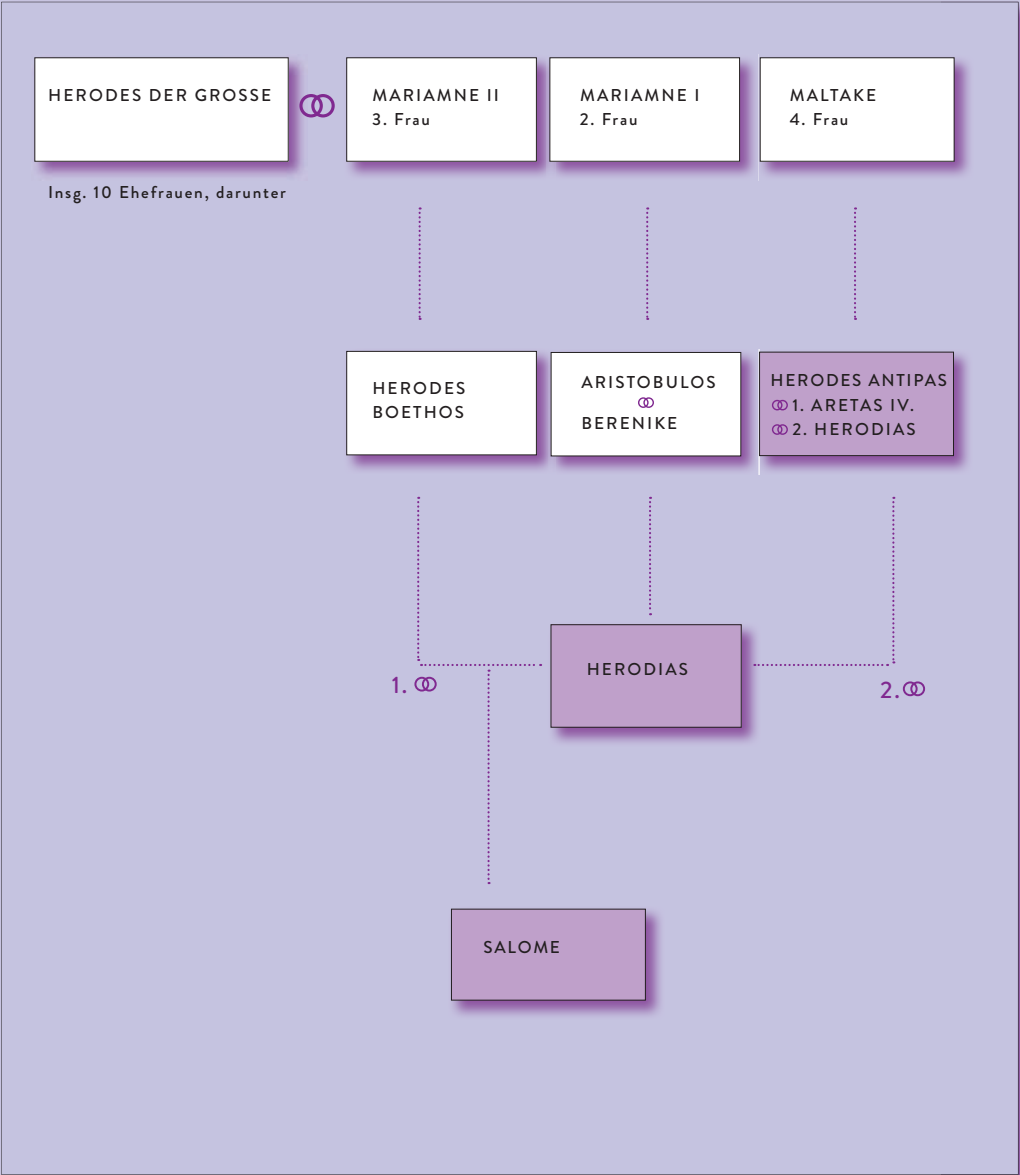 HERODES DER GROSSE
MARIAMNE II
3. Frau
MARIAMNE I
2. Frau
MALTAKE
4. Frau
Insg. 10 Ehefrauen, darunter
HERODES
BOETHOS
ARISTOBULOS
BERENIKE
HERODES ANTIPAS
1. ARETAS IV.
2. HERODIAS
HERODIAS
1.
2.
SALOME